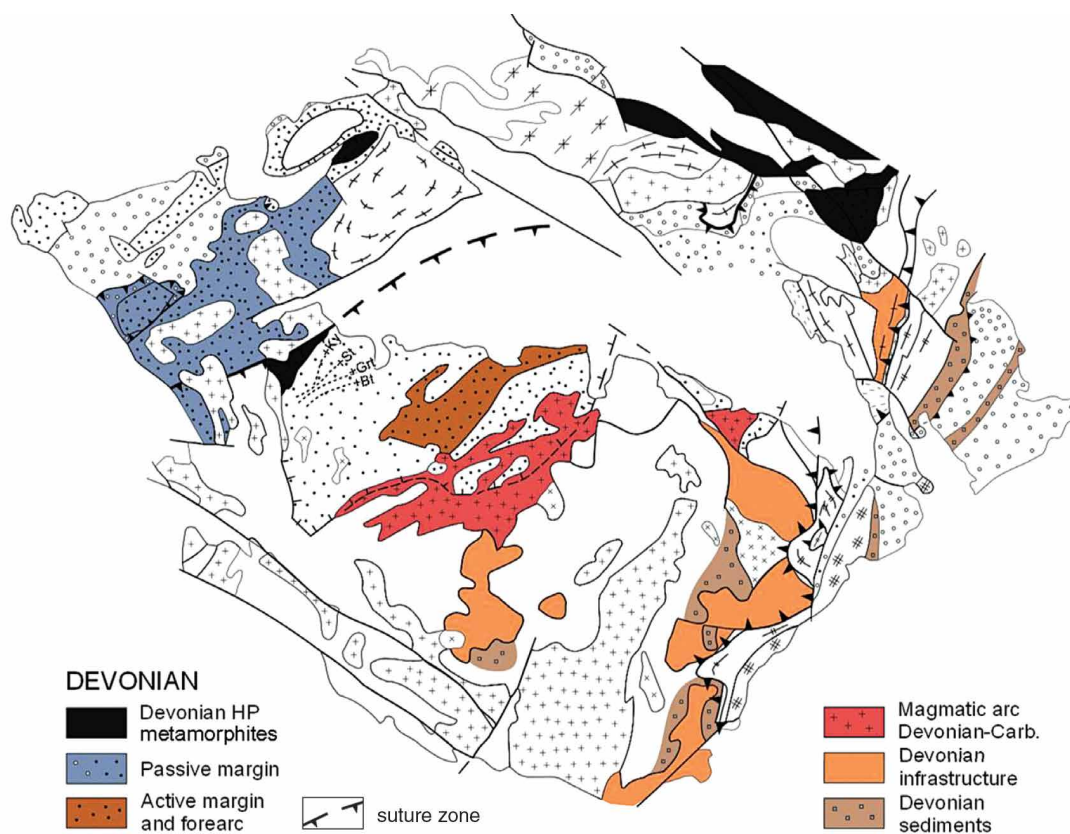 +Ky
+St
+Grt
+Bt
DEVONIAN
Devonian HP
metamorphites
Passive margin
Active margin
and forearc
suture zone
Magmatic arc
Devonian-Carb.
Devonian
infrastructure
Devonian
sediments